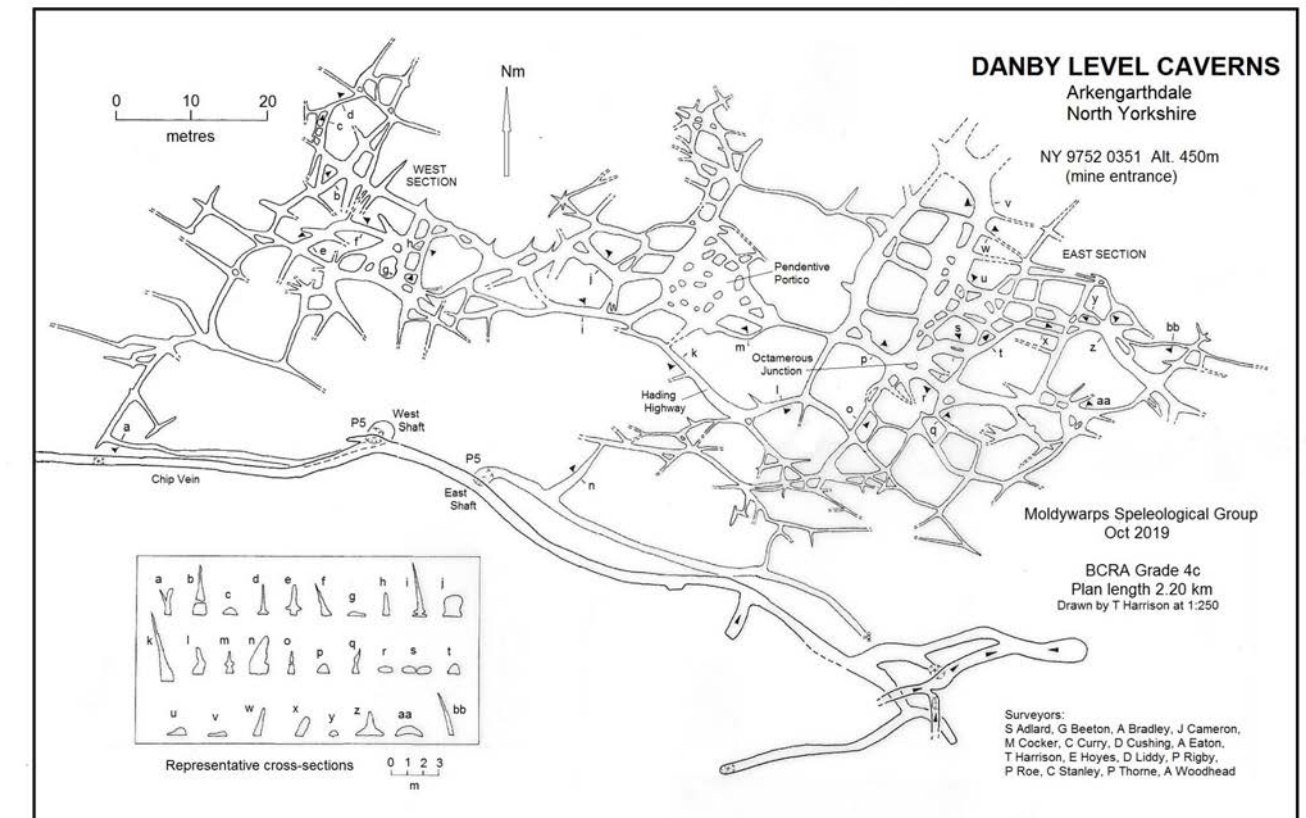 DANBY LEVEL CAVERNS
Arkengarthdale
North Yorkshire
NY 9752 0351 Alt. 450m
(mine entrance)
0 10 20
metres
Nm
WEST
SECTION
EAST SECTION
d
c
b
e
f
g
h
j
i
Pendentive
Portico
v
w
u
y
s
t
x
z
bb
aa
k
m
Octamerous
Junction
p
l
Hading
Highway
o
r
q
a
P5
West
Shaft
P5
East
Shaft
n
Chip Vein
Moldywarps Speleological Group
Oct 2019
BCRA Grade 4c
Plan length 2.20 km
Drawn by T Harrison at 1:250
a b c d e f g h i j
k l m n o p q r s t
u v w x y z aa bb
Representative cross-sections
0 1 2 3
m
Surveyors:
S Adlard, G Beeton, A Bradley, J Cameron,
M Cocker, C Curry, D Cushing, A Eaton,
T Harrison, E Hoyes, D Liddy, P Rigby,
P Roe, C Stanley, P Thorne, A Woodhead